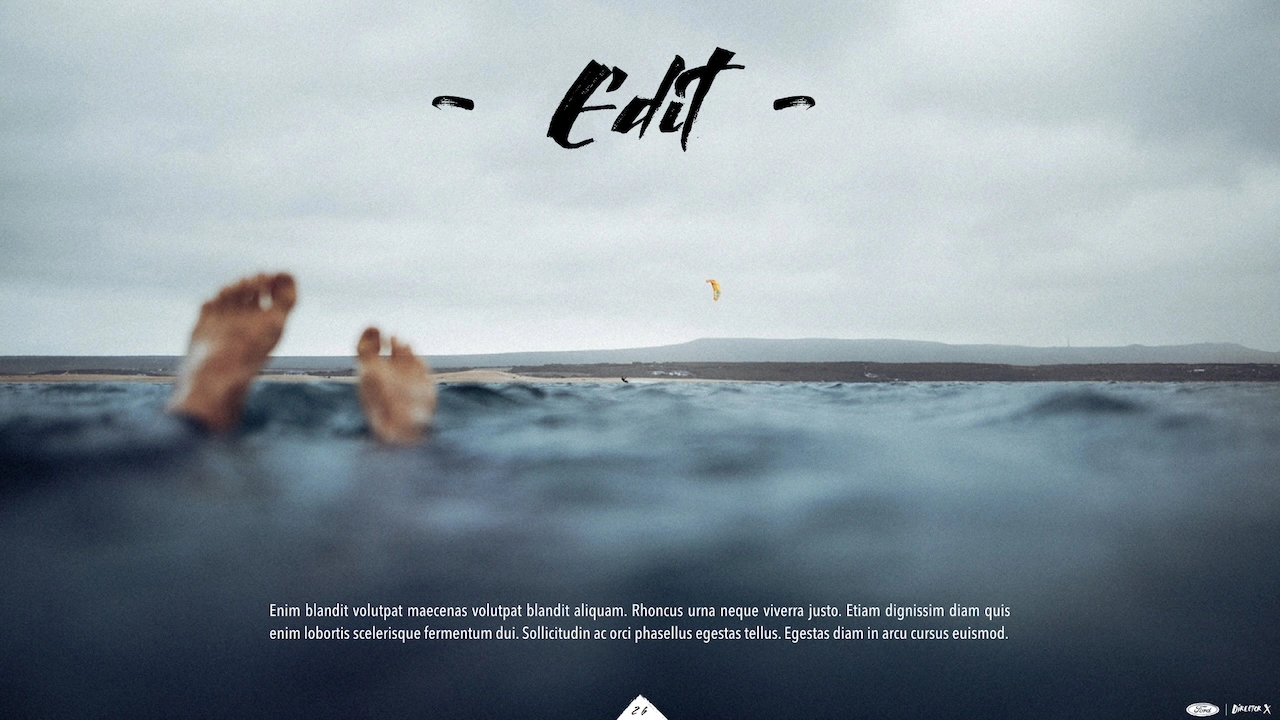 - Edit -
Enim blandit volutpat maecenas volutpat blandit aliquam. Rhoncus urna neque viverra justo. Etiam dignissim diam quis
enim lobortis scelerisque fermentum dui. Sollicitudin ac orci phasellus egestas tellus. Egestas diam in arcu cursus euismod.
26
Ford | Director X